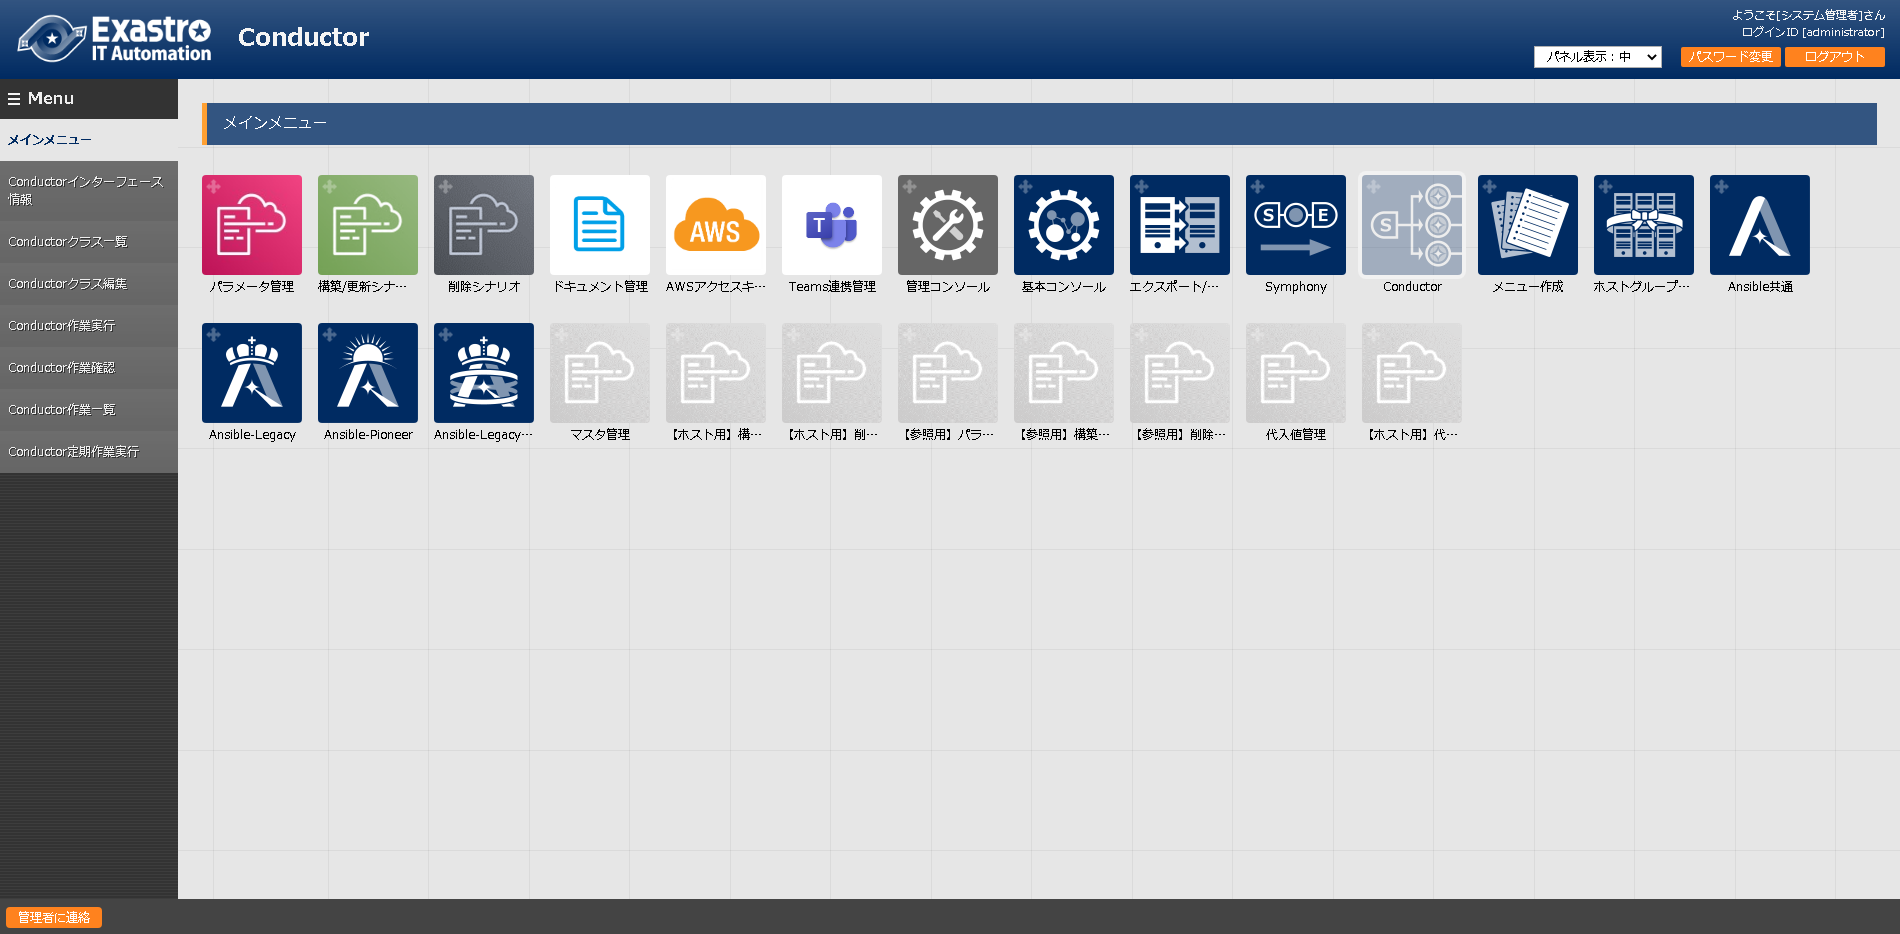 Exastro
IT Automation
Conductor
ようこそ[システム管理者]さん
ログインID [administrator]
パネル表示：中
パスワード変更
ログアウト
Menu
メインメニュー
Conductorインターフェース
情報
Conductorクラス一覧
Conductorクラス編集
Conductor作業実行
Conductor作業確認
Conductor作業一覧
Conductor定期作業実行
メインメニュー
AWS
T
S
E
S
パラメータ管理
構築/更新シナ…
削除シナリオ
ドキュメント管理
AWSアクセスキ…
Teams連携管理
管理コンソール
基本コンソール
エクスポート/…
Symphony
Conductor
メニュー作成
ホストグループ…
Ansible共通
Ansible-Legacy
Ansible-Pioneer
Ansible-Legacy…
マスタ管理
【ホスト用】構…
【ホスト用】削…
【参照用】パラ…
【参照用】構築…
【参照用】削除…
代入値管理
【ホスト用】代…
管理者に連絡